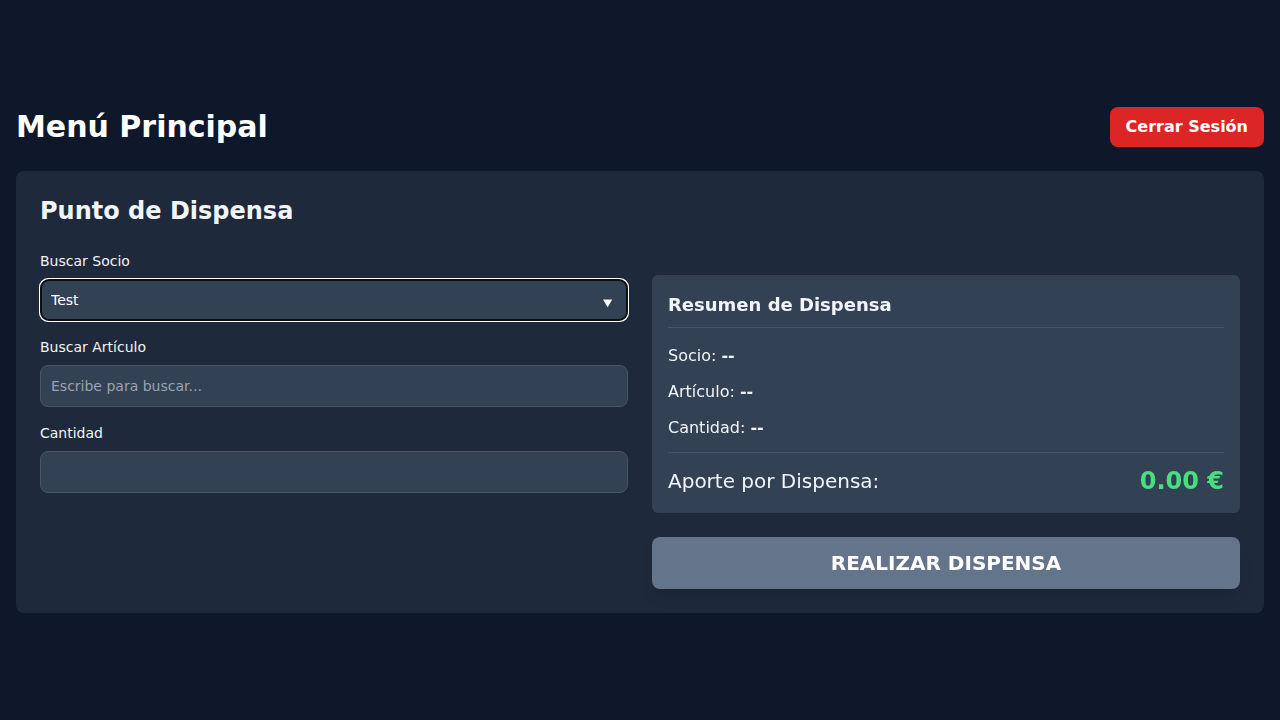 Menú Principal
Cerrar Sesión
Punto de Dispensa
Buscar Socio
Test
Buscar Artículo
Escribe para buscar...
Cantidad
Resumen de Dispensa
Socio: --
Artículo: --
Cantidad: --
Aporte por Dispensa: 0.00 €
REALIZAR DISPENSA